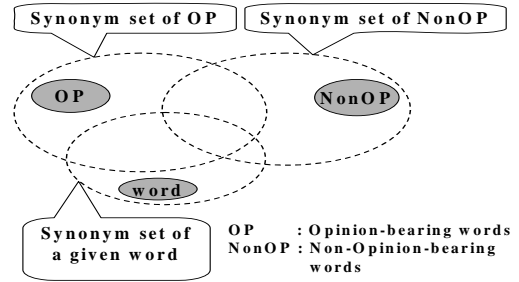 Synonym set of OP
Synonym set of NonOP
OP
NonOP
word
Synonym set of
a given word
OP : Opinion-bearing words
NonOP : Non-Opinion-bearing
words